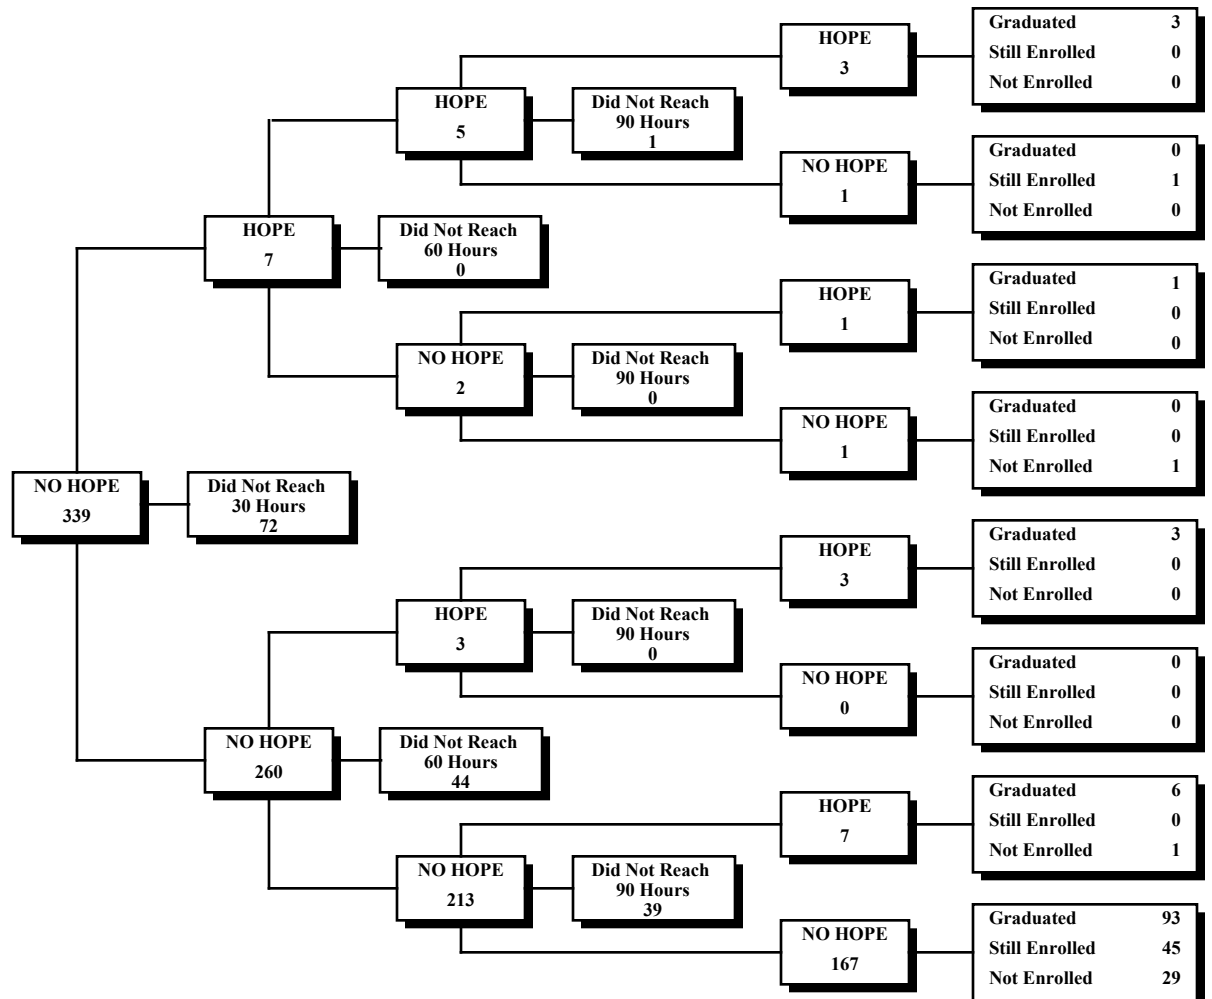 HOPE
3
Graduated 3
Still Enrolled 0
Not Enrolled 0
HOPE
5
Did Not Reach
90 Hours
1
NO HOPE
1
Graduated 0
Still Enrolled 1
Not Enrolled 0
HOPE
7
Did Not Reach
60 Hours
0
HOPE
1
Graduated 1
Still Enrolled 0
Not Enrolled 0
NO HOPE
2
Did Not Reach
90 Hours
0
NO HOPE
1
Graduated 0
Still Enrolled 0
Not Enrolled 1
NO HOPE
339
Did Not Reach
30 Hours
72
HOPE
3
Graduated 3
Still Enrolled 0
Not Enrolled 0
HOPE
3
Did Not Reach
90 Hours
0
NO HOPE
0
Graduated 0
Still Enrolled 0
Not Enrolled 0
NO HOPE
260
Did Not Reach
60 Hours
44
HOPE
7
Graduated 6
Still Enrolled 0
Not Enrolled 1
NO HOPE
213
Did Not Reach
90 Hours
39
NO HOPE
167
Graduated 93
Still Enrolled 45
Not Enrolled 29